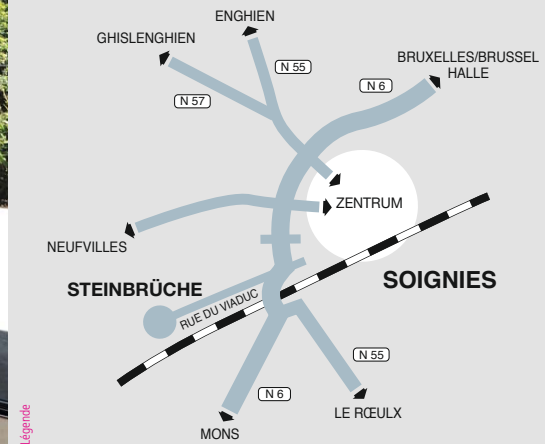 ENGHIEN
GHISLENGHIEN
N 55
BRUXELLES/BRUSSEL
HALLE
N 57
N 6
ZENTRUM
NEUFVILLES
STEINBRÜCHE
SOIGNIES
RUE DU VIADUC
N 55
N 6
LE RŒULX
MONS
Légende